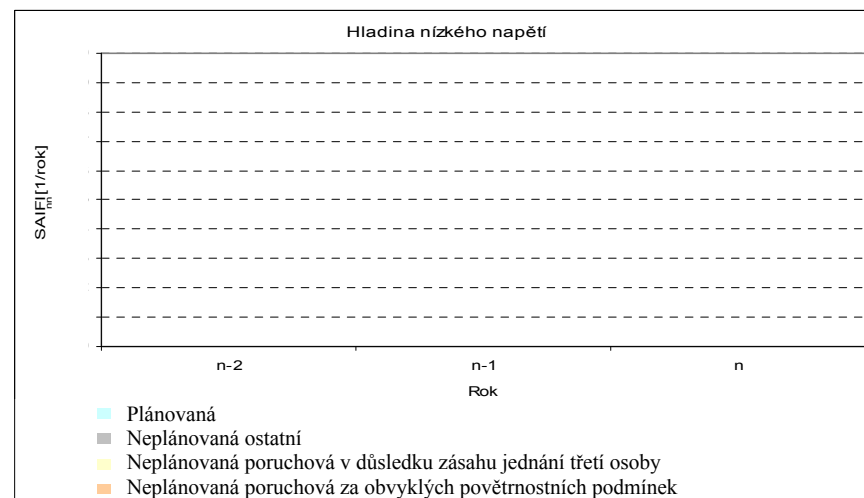 Hladina nízkého napětí
SAIFI nn [1/rok]
n-2 n-1 n
Rok
Plánovaná
Neplánovaná ostatní
Neplánovaná poruchová v důsledku zásahu jednání třetí osoby
Neplánovaná poruchová za obvyklých povětrnostních podmínek